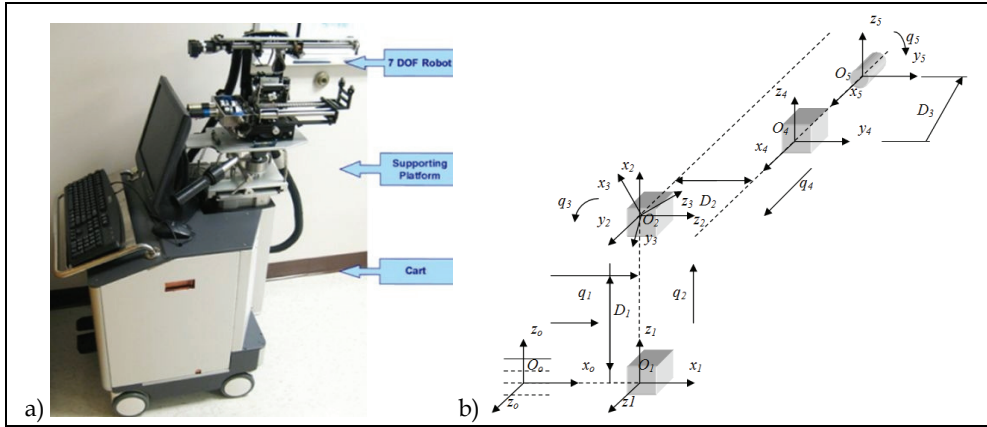 7 DOF Robot
Supporting
Platform
Cart
a)
z5
q5
y5
O5
x5
z4
O4
D3
y4
x4
x2
x3
q4
z3
D2
q3
O2
z2
y2
y3
q1
D1
q2
zo
z1
Oo
xo
O1
x1
zo
z1
b)